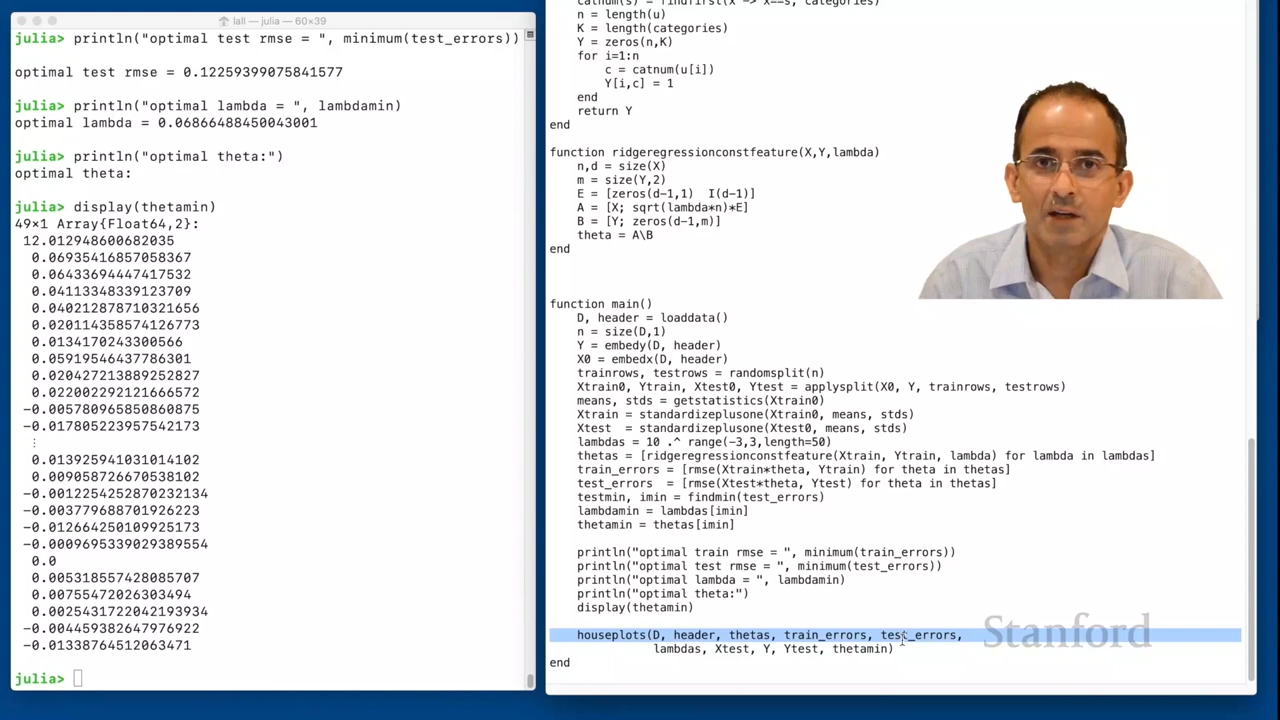 lall — julia — 60×39
julia> println("optimal test rmse = ", minimum(test_errors))
optimal test rmse = 0.12259399075841577
julia> println("optimal lambda = ", lambdamin)
optimal lambda = 0.06866488450043001
julia> println("optimal theta:")
optimal theta:
julia> display(thetamin)
49×1 Array{Float64,2}:
12.012948600682035
0.06935416857058367
0.06433694447417532
0.04113348339123709
0.040212878710321656
0.020114358574126773
0.0134170243300566
0.05919546437786301
0.020427213889252827
0.022002292121666572
-0.005780965850860875
-0.017805223957542173
⋮
0.013925941031014102
0.009058726670538102
-0.0012254252870232134
-0.003779688701926223
-0.012664250109925173
-0.0009695339029389554
0.0
0.005318557428085707
0.00755472026303494
0.0025431722042193934
-0.004459382647976922
-0.01338764512063471
julia>
catnum(s) = findfirst(x -> x==s, categories)
n = length(u)
K = length(categories)
Y = zeros(n,K)
for i=1:n
c = catnum(u[i])
Y[i,c] = 1
end
return Y
end
function ridgeregressionconstfeature(X,Y,lambda)
n,d = size(X)
m = size(Y,2)
E = [zeros(d-1,1) I(d-1)]
A = [X; sqrt(lambda*n)*E]
B = [Y; zeros(d-1,m)]
theta = A\B
end
function main()
D, header = loaddata()
n = size(D,1)
Y = embedy(D, header)
X0 = embedx(D, header)
trainrows, testrows = randomsplit(n)
Xtrain0, Ytrain, Xtest0, Ytest = applysplit(X0, Y, trainrows, testrows)
means, stds = getstatistics(Xtrain0)
Xtrain = standardizeplusone(Xtrain0, means, stds)
Xtest = standardizeplusone(Xtest0, means, stds)
lambdas = 10 .^ range(-3,3,length=50)
thetas = [ridgeregressionconstfeature(Xtrain, Ytrain, lambda) for lambda in lambdas]
train_errors = [rmse(Xtrain*theta, Ytrain) for theta in thetas]
test_errors = [rmse(Xtest*theta, Ytest) for theta in thetas]
testmin, imin = findmin(test_errors)
lambdamin = lambdas[imin]
thetamin = thetas[imin]
println("optimal train rmse = ", minimum(train_errors))
println("optimal test rmse = ", minimum(test_errors))
println("optimal lambda = ", lambdamin)
println("optimal theta:")
display(thetamin)
houseplots(D, header, thetas, train_errors, test_errors,
lambdas, Xtest, Y, Ytest, thetamin)
end
Stanford